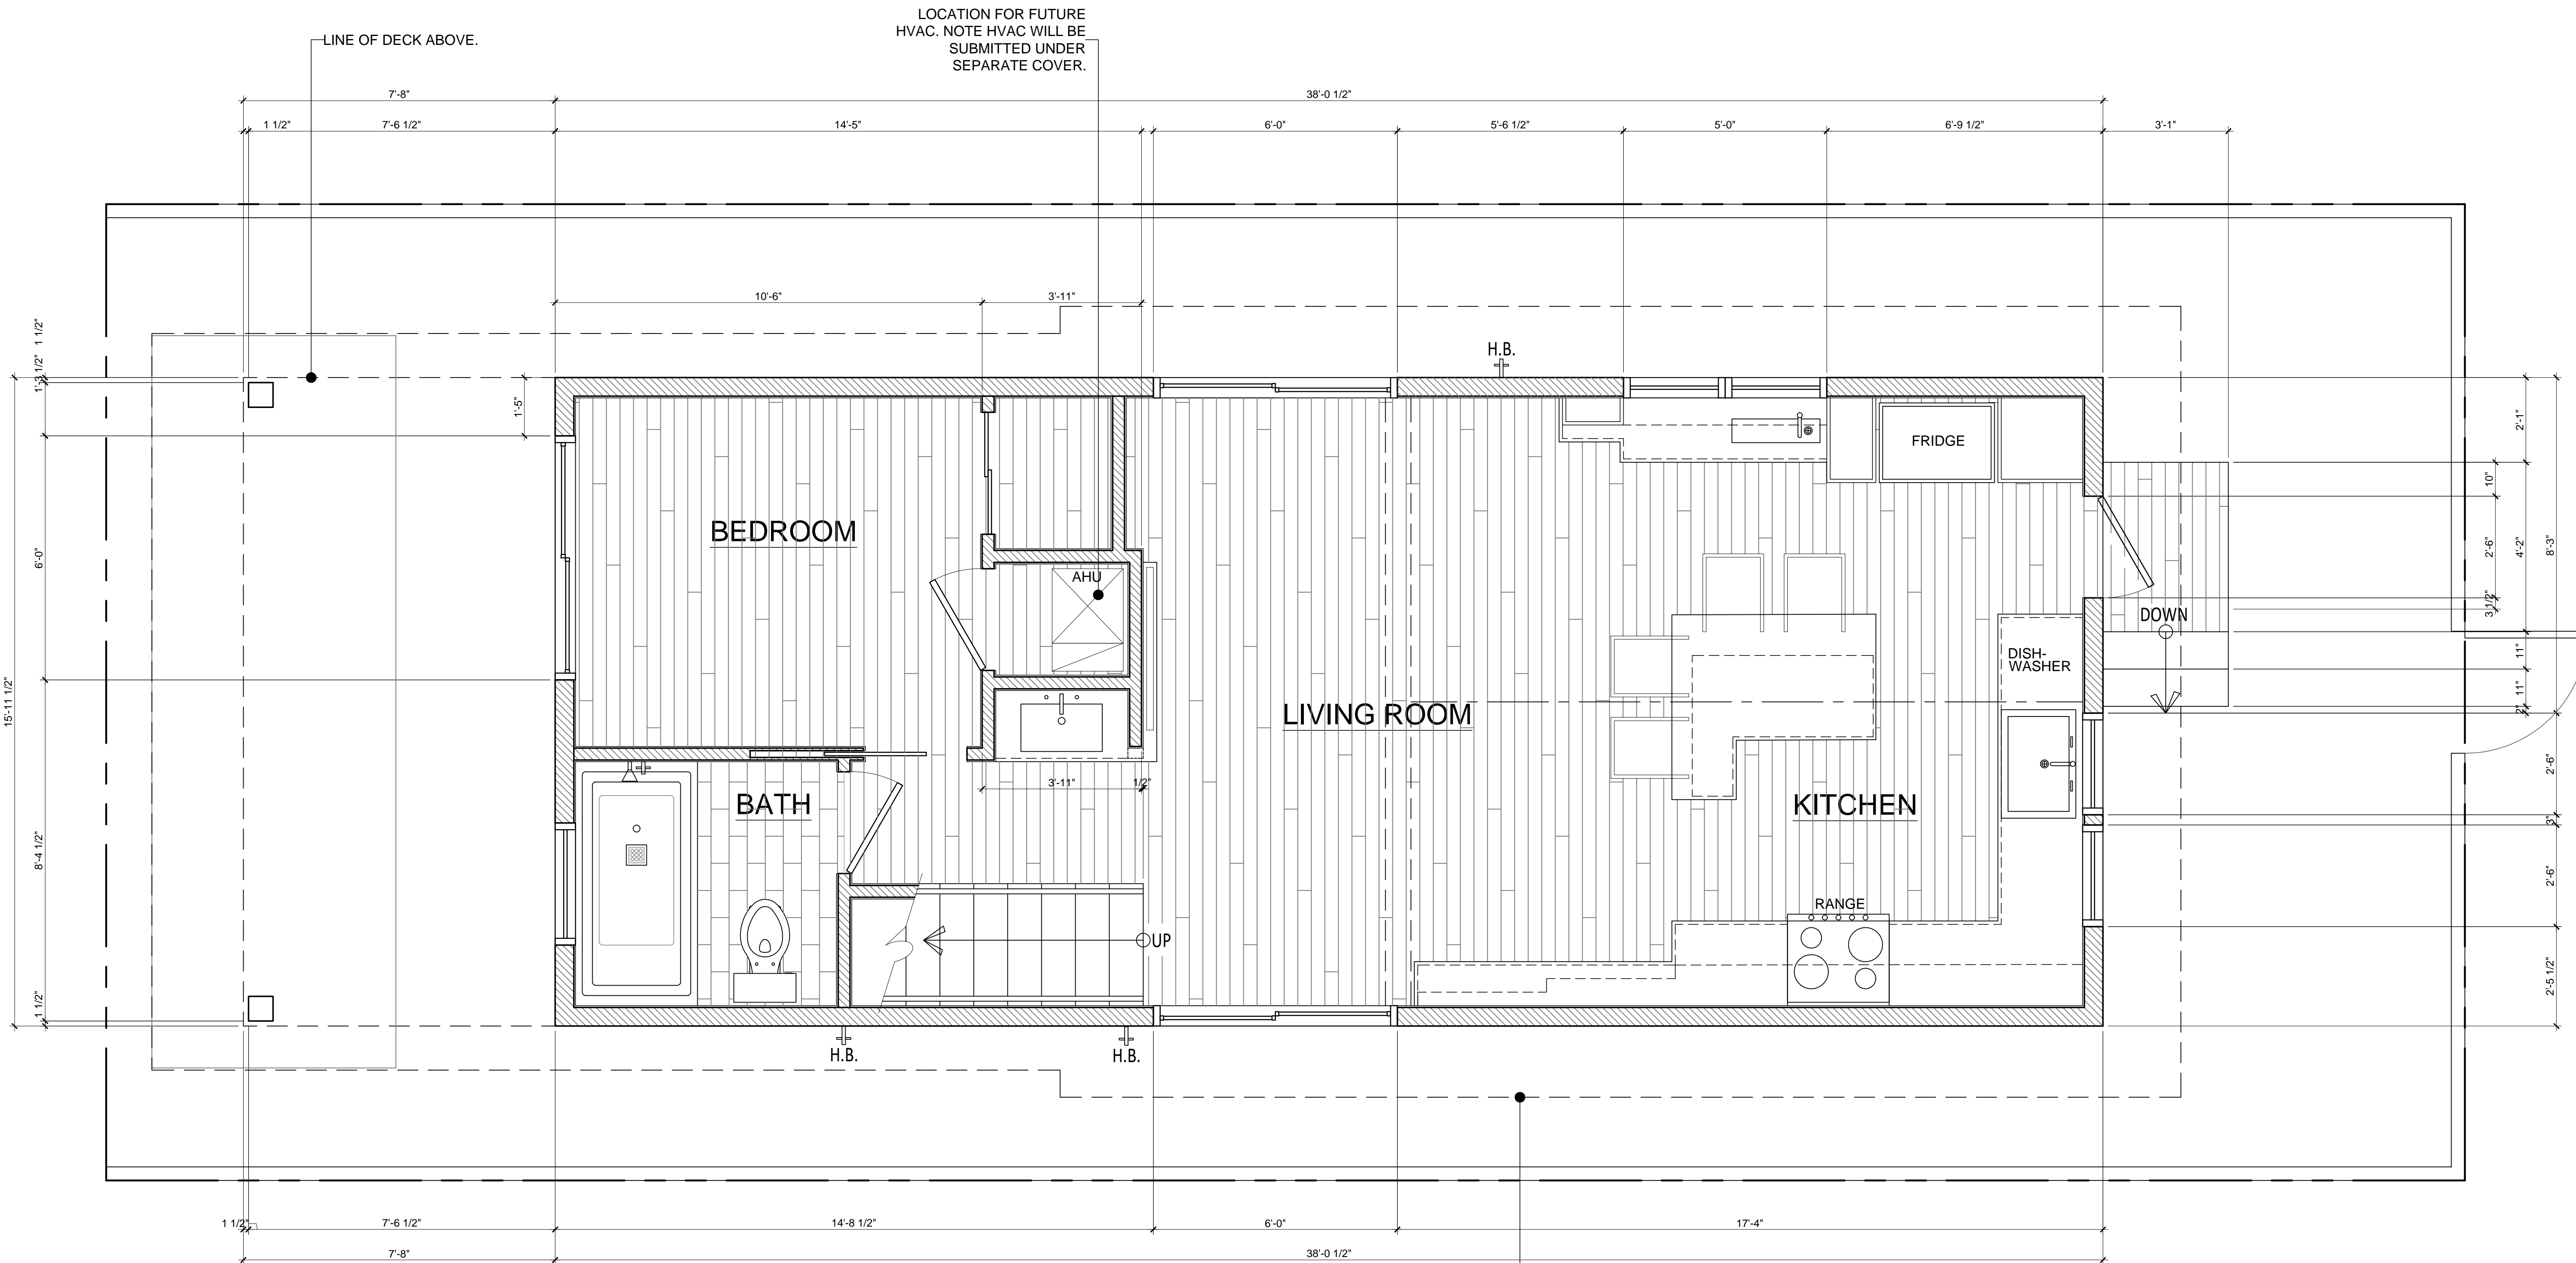 LOCATION FOR FUTURE
HVAC. NOTE HVAC WILL BE
SUBMITTED UNDER
SEPARATE COVER.
LINE OF DECK ABOVE.
7'-8"
38'-0 1/2"
1 1/2"
7'-6 1/2"
14'-5"
6'-0"
5'-6 1/2"
5'-0"
6'-9 1/2"
3'-1"
10'-6"
3'-11"
1 1/2"
1'-3 1/2"
1'-5"
6'-0"
15'-11 1/2"
8'-4 1/2"
1 1/2"
H.B.
FRIDGE
BEDROOM
AHU
LIVING ROOM
DISH-
WASHER
DOWN
BATH
3'-11"
1/2"
KITCHEN
RANGE
UP
H.B.
H.B.
2'-1"
10"
2'-6"
4'-2"
8'-3"
3 1/2"
11"
11"
2"
2'-6"
3"
2'-6"
2'-5 1/2"
1 1/2"
7'-6 1/2"
14'-8 1/2"
6'-0"
17'-4"
7'-8"
38'-0 1/2"